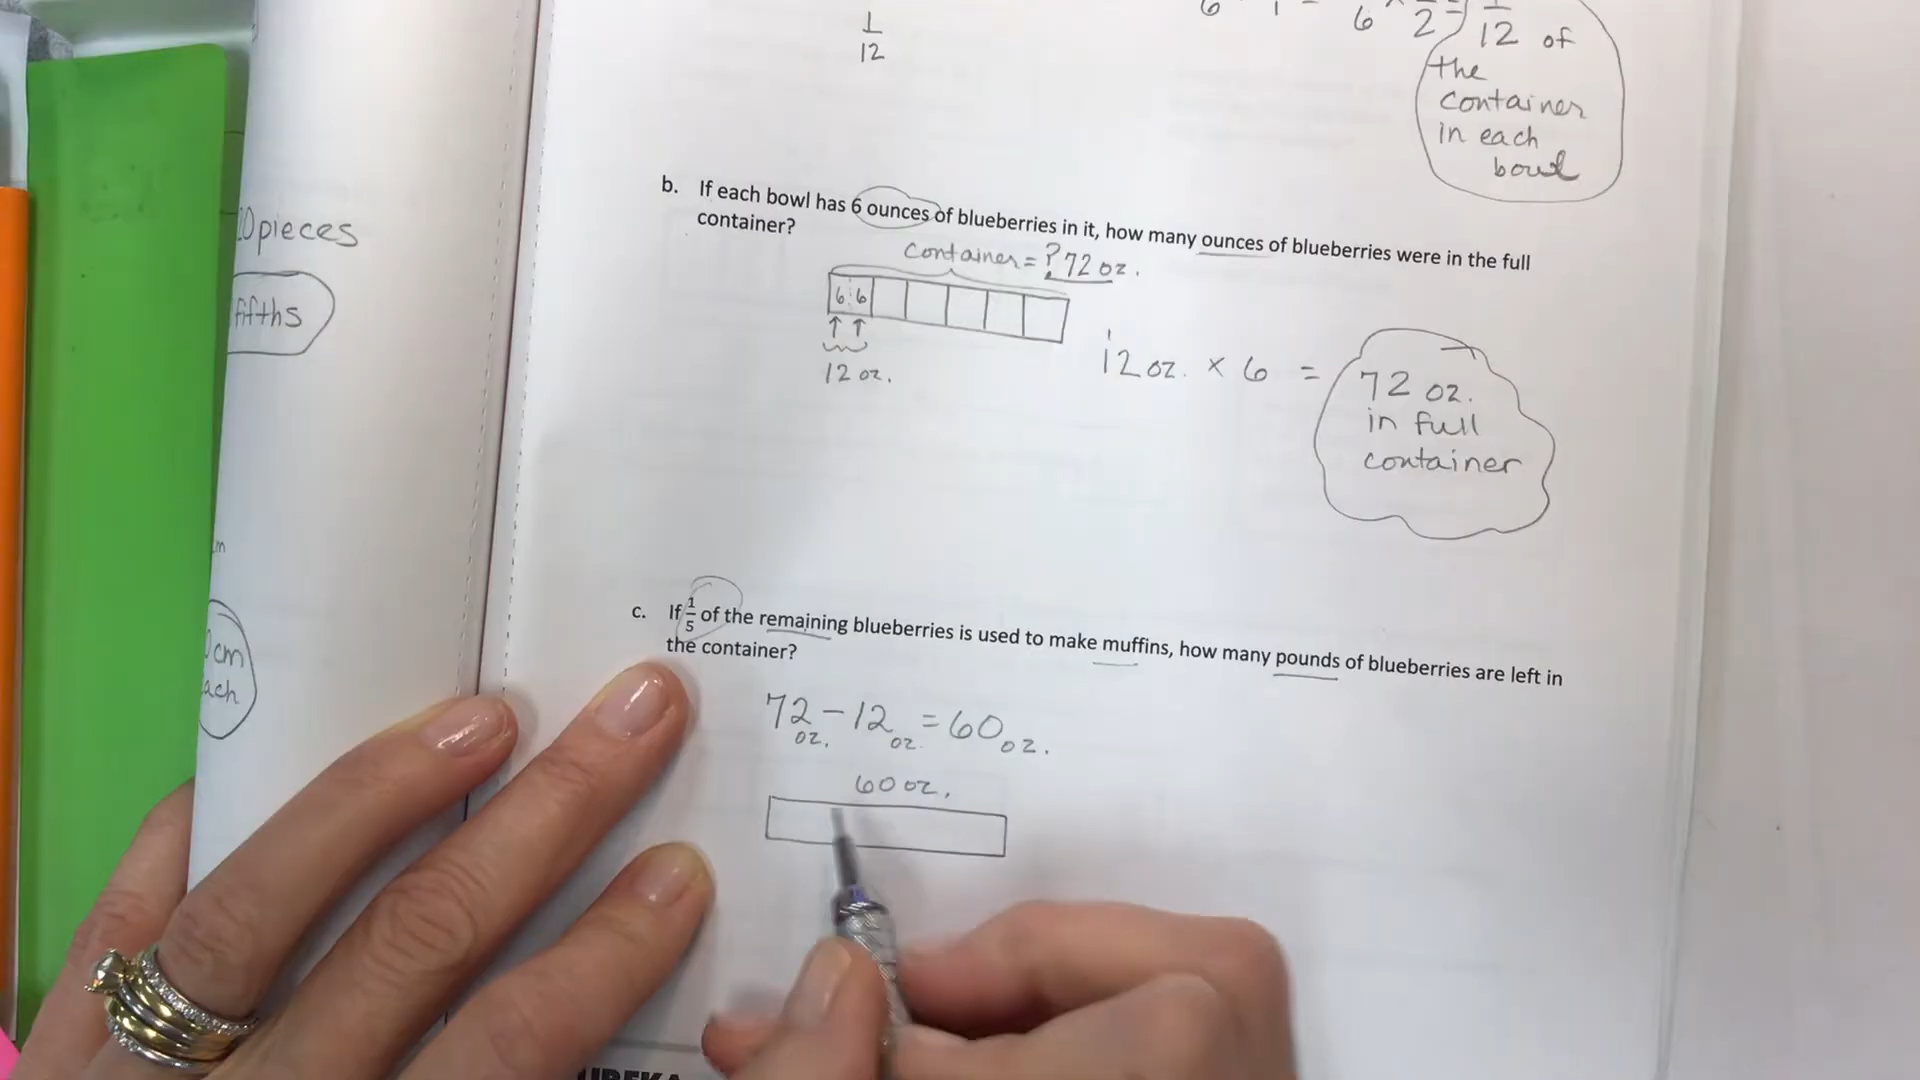 1
12
12 of
the
container
in each
bowl
b. If each bowl has 6 ounces of blueberries in it, how many ounces of blueberries were in the full
container?
container = ? 72 oz.
6 6
12 oz.
12 oz. × 6 = 72 oz.
in full
container
10 pieces
fifths
cm
ach
c. If 1/5 of the remaining blueberries is used to make muffins, how many pounds of blueberries are left in
the container?
72 oz. - 12 oz. = 60 oz.
60 oz.